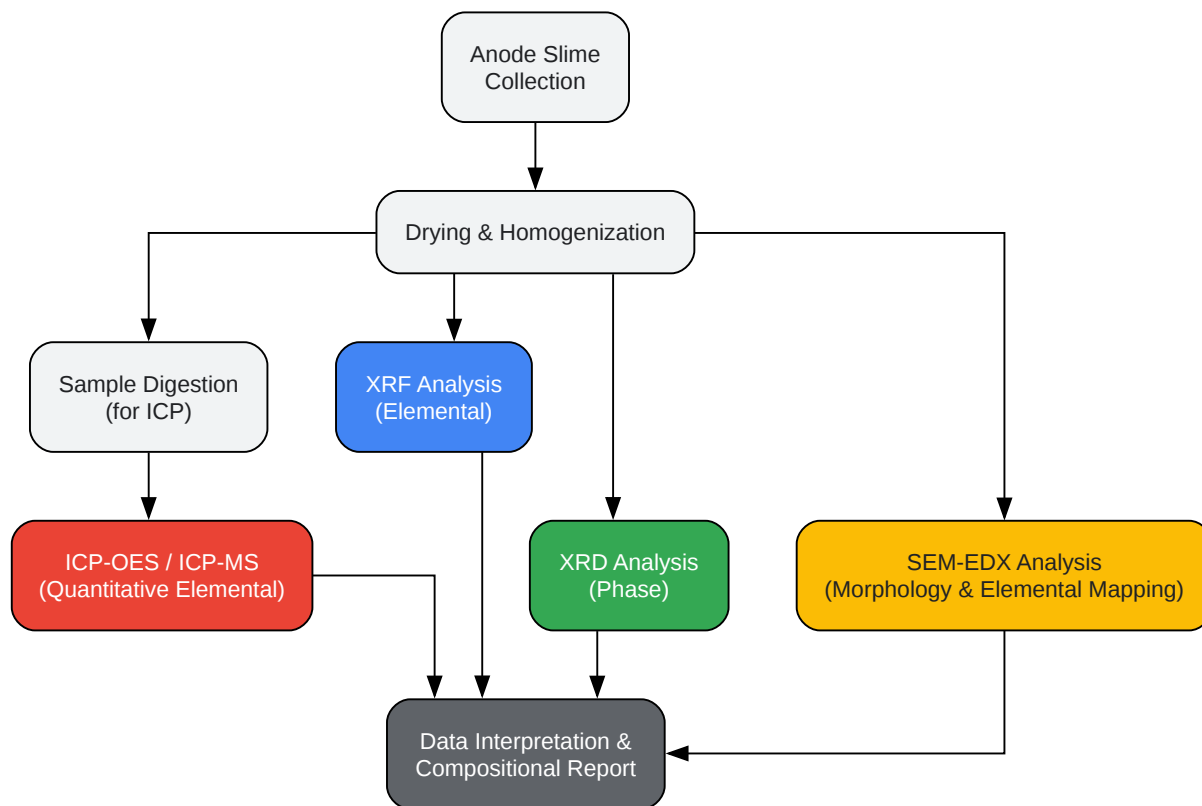 Anode Slime
Collection
Drying & Homogenization
Sample Digestion
(for ICP)
XRF Analysis
(Elemental)
ICP-OES / ICP-MS
(Quantitative Elemental)
XRD Analysis
(Phase)
SEM-EDX Analysis
(Morphology & Elemental Mapping)
Data Interpretation &
Compositional Report